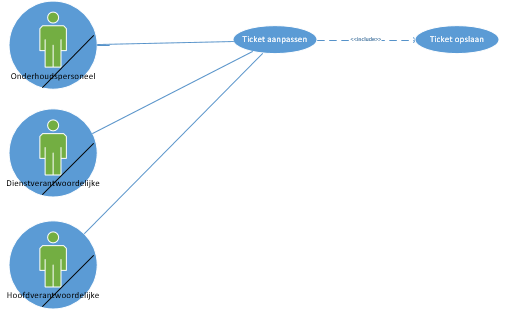 Ticket aanpassen
<<include>>
Ticket opslaan
Onderhoudspersoneel
Dienstverantwoordelijke
Hoofdverantwoordelijke